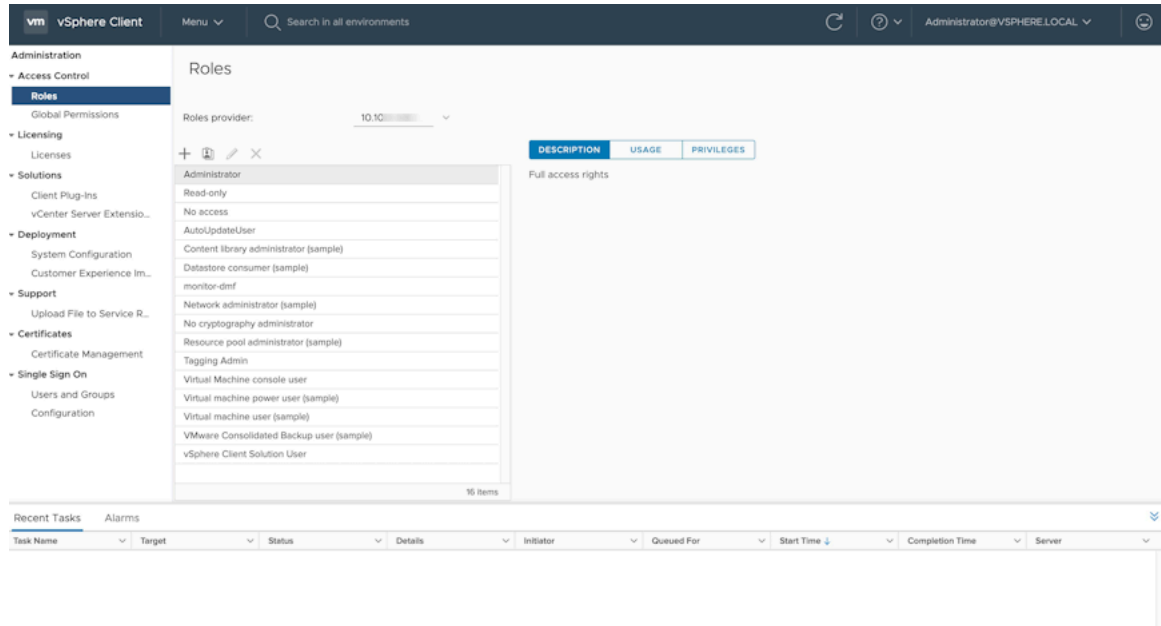 vm vSphere Client Menu Search in all environments Administrator@VSPHERE.LOCAL
Administration
Access Control
Roles
Global Permissions
Licensing
Licenses
Solutions
Client Plug-Ins
vCenter Server Extensio...
Deployment
System Configuration
Customer Experience Im...
Support
Upload File to Service R...
Certificates
Certificate Management
Single Sign On
Users and Groups
Configuration
Roles
Roles provider: 10.10
Administrator
Read-only
No access
AutoUpdateUser
Content library administrator (sample)
Datastore consumer (sample)
monitor-dmf
Network administrator (sample)
No cryptography administrator
Resource pool administrator (sample)
Tagging Admin
Virtual Machine console user
Virtual machine power user (sample)
Virtual machine user (sample)
VMware Consolidated Backup user (sample)
vSphere Client Solution User
16 items
DESCRIPTION USAGE PRIVILEGES
Full access rights
Recent Tasks Alarms
Task Name Target Status Details Initiator Queued For Start Time Completion Time Server